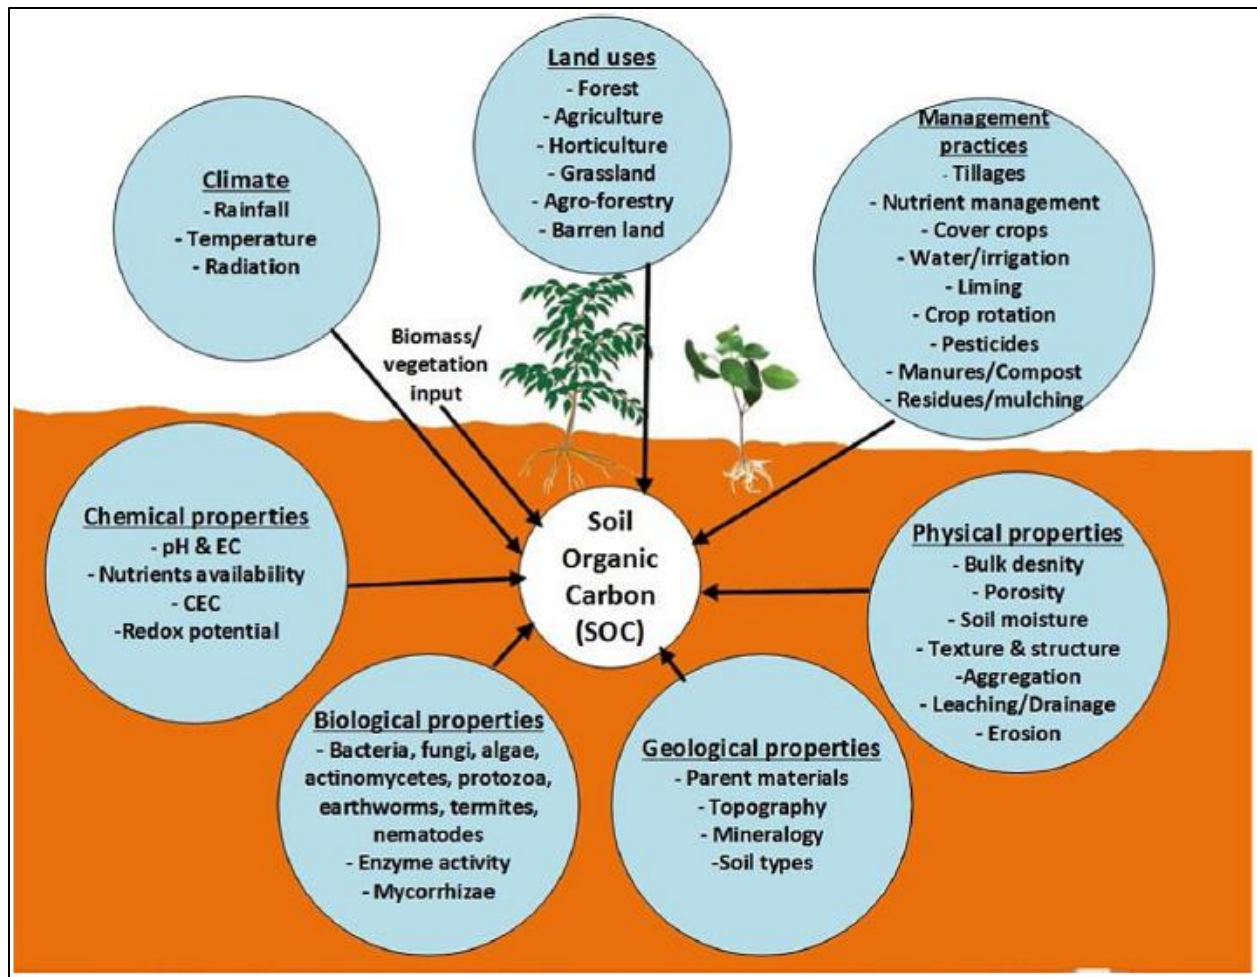 Land uses
- Forest
- Agriculture
- Horticulture
- Grassland
- Agro-forestry
- Barren land
Management
practices
- Tillages
- Nutrient management
- Cover crops
- Water/irrigation
- Liming
- Crop rotation
- Pesticides
- Manures/Compost
- Residues/mulching
Climate
- Rainfall
- Temperature
- Radiation
Biomass/
vegetation
input
Chemical properties
- pH & EC
- Nutrients availability
- CEC
-Redox potential
Soil
Organic
Carbon
(SOC)
Physical properties
- Bulk desnity
- Porosity
- Soil moisture
- Texture & structure
-Aggregation
- Leaching/Drainage
- Erosion
Biological properties
- Bacteria, fungi, algae,
actinomycetes, protozoa,
earthworms, termites,
nematodes
- Enzyme activity
- Mycorrhizae
Geological properties
- Parent materials
- Topography
- Mineralogy
-Soil types